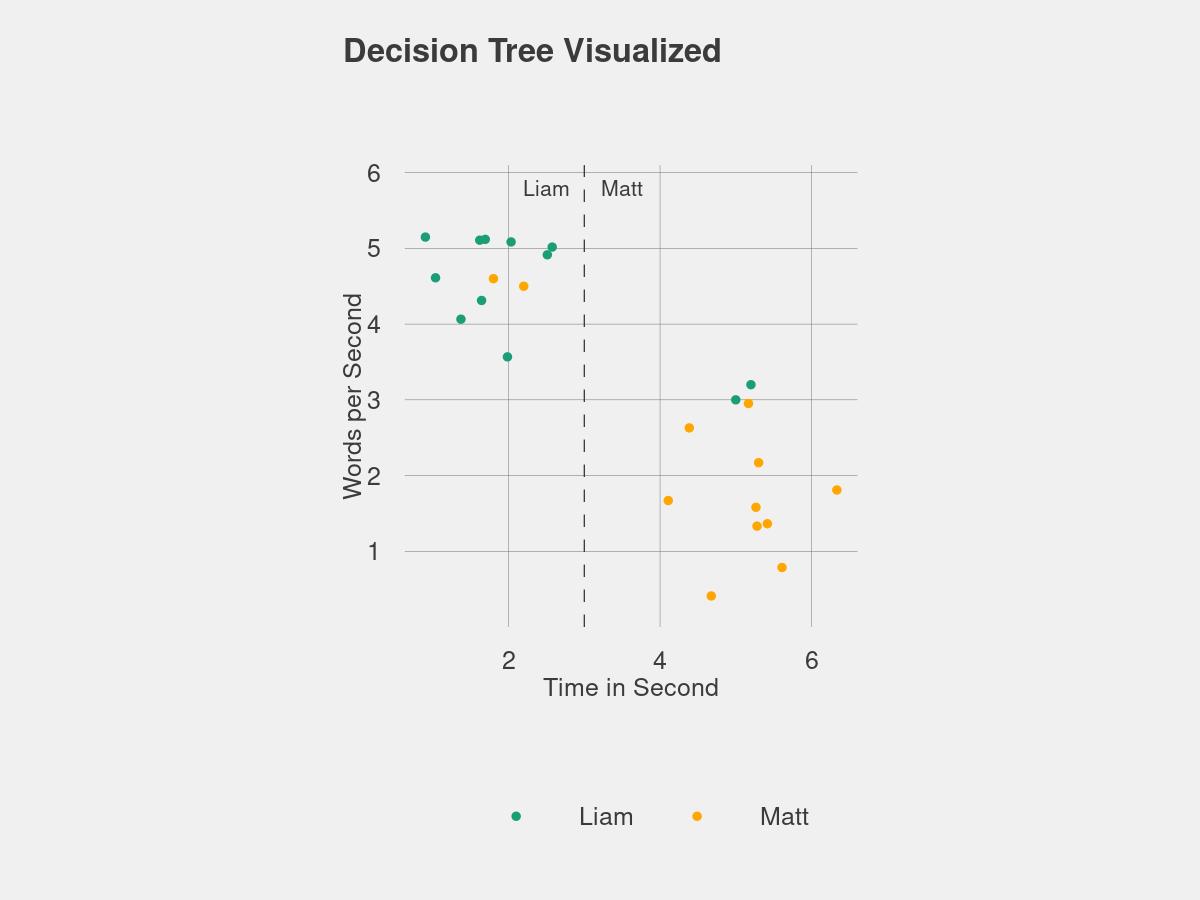 Decision Tree Visualized
6
Liam Matt
5
4
3
2
1
Words per Second
2 4 6
Time in Second
Liam Matt